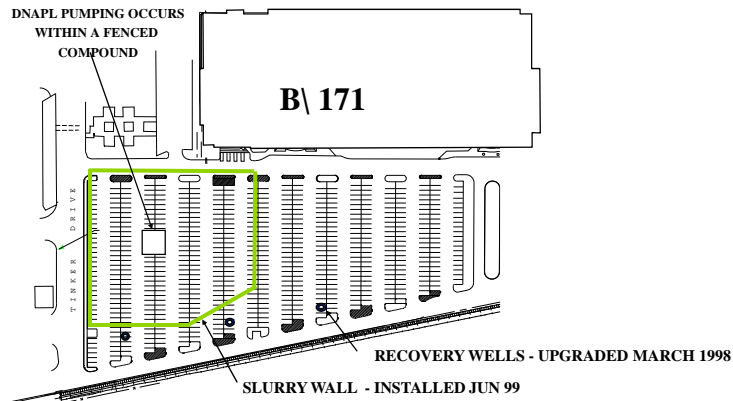 DNAPL PUMPING OCCURS
WITHIN A FENCED
COMPOUND
B\ 171
TINKER DRIVE
RECOVERY WELLS - UPGRADED MARCH 1998
SLURRY WALL - INSTALLED JUN 99